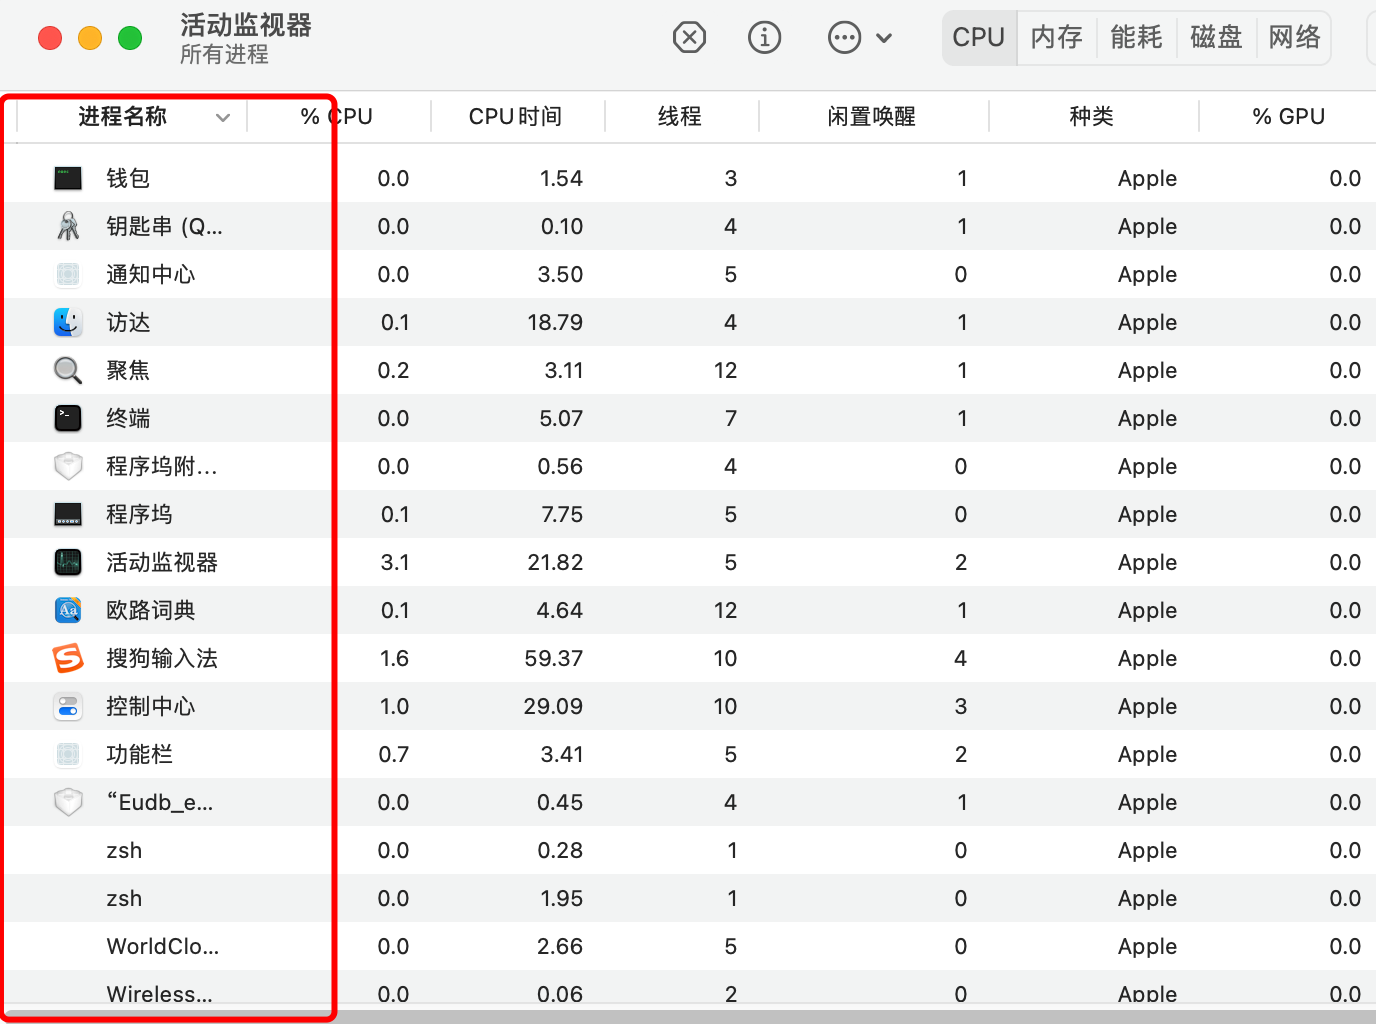 活动监视器
所有进程
CPU 内存 能耗 磁盘 网络
进程名称 % CPU CPU 时间 线程 闲置唤醒 种类 % GPU
钱包 0.0 1.54 3 1 Apple 0.0
钥匙串 (Q... 0.0 0.10 4 1 Apple 0.0
通知中心 0.0 3.50 5 0 Apple 0.0
访达 0.1 18.79 4 1 Apple 0.0
聚焦 0.2 3.11 12 1 Apple 0.0
终端 0.0 5.07 7 1 Apple 0.0
程序坞附... 0.0 0.56 4 0 Apple 0.0
程序坞 0.1 7.75 5 0 Apple 0.0
活动监视器 3.1 21.82 5 2 Apple 0.0
欧路词典 0.1 4.64 12 1 Apple 0.0
搜狗输入法 1.6 59.37 10 4 Apple 0.0
控制中心 1.0 29.09 10 3 Apple 0.0
功能栏 0.7 3.41 5 2 Apple 0.0
“Eudb_e... 0.0 0.45 4 1 Apple 0.0
zsh 0.0 0.28 1 0 Apple 0.0
zsh 0.0 1.95 1 0 Apple 0.0
WorldClo... 0.0 2.66 5 0 Apple 0.0
Wireless... 0.0 0.06 2 0 Apple 0.0